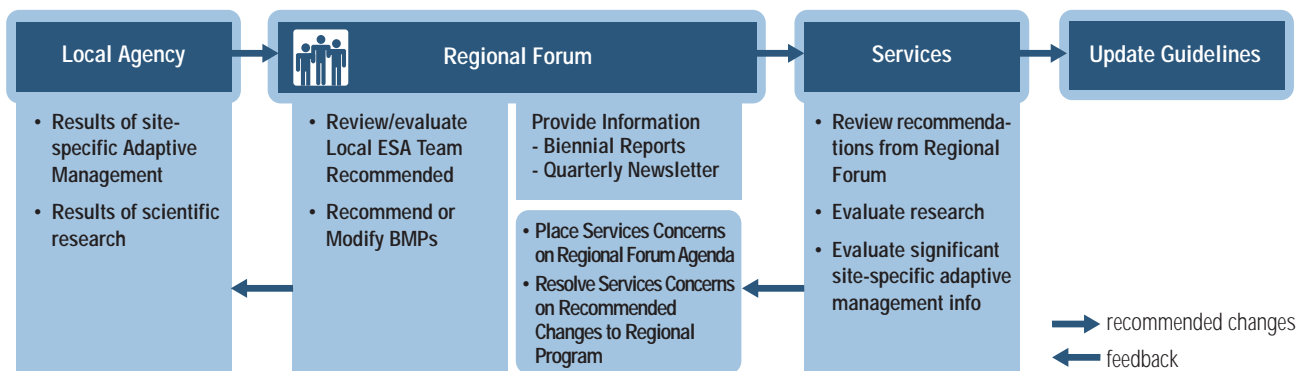 Local Agency
• Results of site-
specific Adaptive
Management
• Results of scientific
research
Regional Forum
• Review/evaluate
Local ESA Team
Recommended
• Recommend or
Modify BMPs
Provide Information
- Biennial Reports
- Quarterly Newsletter
• Place Services Concerns
on Regional Forum Agenda
• Resolve Services Concerns
on Recommended
Changes to Regional
Program
Services
• Review recommenda-
tions from Regional
Forum
• Evaluate research
• Evaluate significant
site-specific adaptive
management info
Update Guidelines
recommended changes
feedback